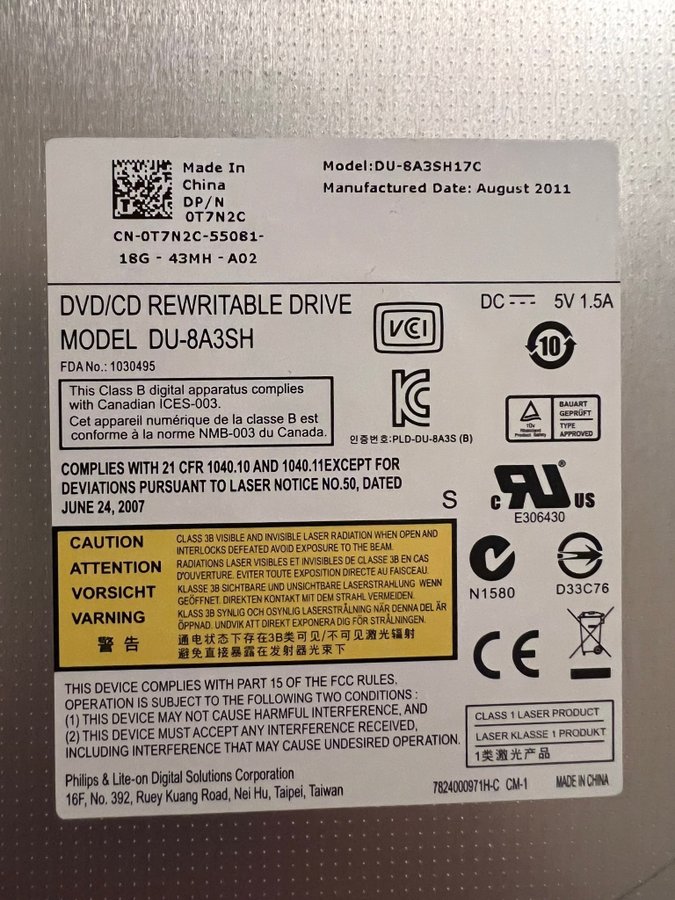 Made In
China
DP/N
0T7N2C
CN-0T7N2C-55081-
18G - 43MH - A02
Model:DU-8A3SH17C
Manufactured Date: August 2011
DVD/CD REWRITABLE DRIVE
MODEL DU-8A3SH
FDA No.: 1030495
This Class B digital apparatus complies
with Canadian ICES-003.
Cet appareil numérique de la classe B est
conforme à la norme NMB-003 du Canada.
VCI
인증번호:PLD-DU-8A3S (B)
DC 5V 1.5A
10
TÜV
Rheinland
Product Safety
BAUART
GEPRÜFT
TYPE
APPROVED
COMPLIES WITH 21 CFR 1040.10 AND 1040.11EXCEPT FOR
DEVIATIONS PURSUANT TO LASER NOTICE NO.50, DATED
JUNE 24, 2007
S
c RU ® US
E306430
N1580
D33C76
CAUTION
CLASS 3B VISIBLE AND INVISIBLE LASER RADIATION WHEN OPEN AND
INTERLOCKS DEFEATED AVOID EXPOSURE TO THE BEAM.
ATTENTION
RADIATIONS LASER VISIBLES ET INVISIBLES DE CLASSE 3B EN CAS
D'OUVERTURE. EVITER TOUTE EXPOSITION DIRECTE AU FAISCEAU.
VORSICHT
KLASSE 3B SICHTBARE UND UNSICHTBARE LASERSTRAHLUNG WENN
GEÖFFNET. DIREKTEN KONTAKT MIT DEM STRAHL VERMEIDEN.
VARNING
KLASS 3B SYNLIG OCH OSYNLIG LASERSTRÅLNING NÄR DENNA DEL ÄR
ÖPPNAD. UNDVIK ATT DIREKT EXPONERA DIG FÖR STRÅLNING.
警告
通电状态下存在3B类可见/不可见激光辐射
避免直接暴露在发射器光束下
CE
THIS DEVICE COMPLIES WITH PART 15 OF THE FCC RULES.
OPERATION IS SUBJECT TO THE FOLLOWING TWO CONDITIONS :
(1) THIS DEVICE MAY NOT CAUSE HARMFUL INTERFERENCE, AND
(2) THIS DEVICE MUST ACCEPT ANY INTERFERENCE RECEIVED,
INCLUDING INTERFERENCE THAT MAY CAUSE UNDESIRED OPERATION.
CLASS 1 LASER PRODUCT
LASER KLASSE 1 PRODUKT
1类激光产品
Philips & Lite-on Digital Solutions Corporation
16F, No. 392, Ruey Kuang Road, Nei Hu, Taipei, Taiwan
7824000971H-C CM-1 MADE IN CHINA